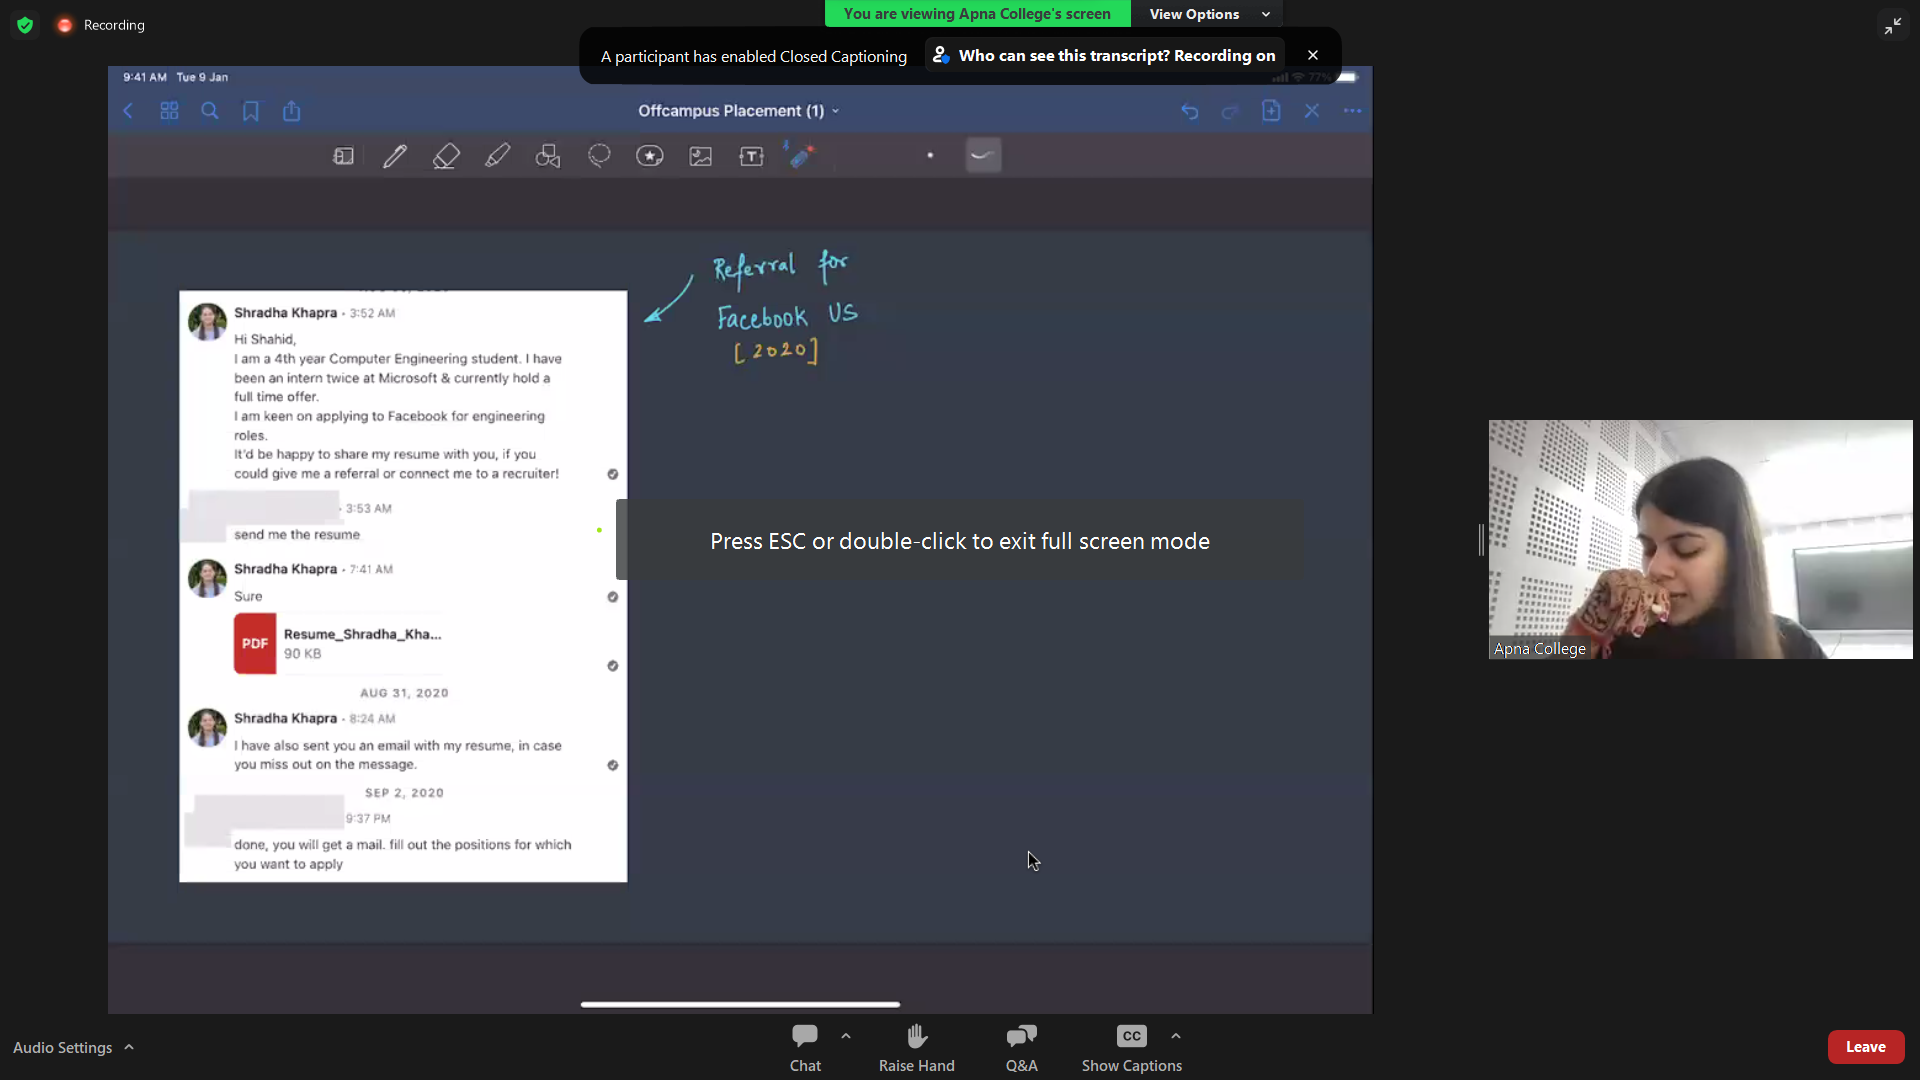 Recording
You are viewing Apna College's screen
View Options
A participant has enabled Closed Captioning
Who can see this transcript? Recording on
9:41 AM Tue 9 Jan
77%
Offcampus Placement (1)
Referral for
Facebook US
[2020]
Shradha Khapra • 3:52 AM
Hi Shahid,
I am a 4th year Computer Engineering student. I have
been an intern twice at Microsoft & currently hold a
full time offer.
I am keen on applying to Facebook for engineering
roles.
It'd be happy to share my resume with you, if you
could give me a referral or connect me to a recruiter!
• 3:53 AM
send me the resume
Shradha Khapra • 7:41 AM
Sure
PDF
Resume_Shradha_Kha...
90 KB
AUG 31, 2020
Shradha Khapra • 8:24 AM
I have also sent you an email with my resume, in case
you miss out on the message.
SEP 2, 2020
9:37 PM
done, you will get a mail. fill out the positions for which
you want to apply
Press ESC or double-click to exit full screen mode
Apna College
Audio Settings
Chat
Raise Hand
Q&A
CC
Show Captions
Leave